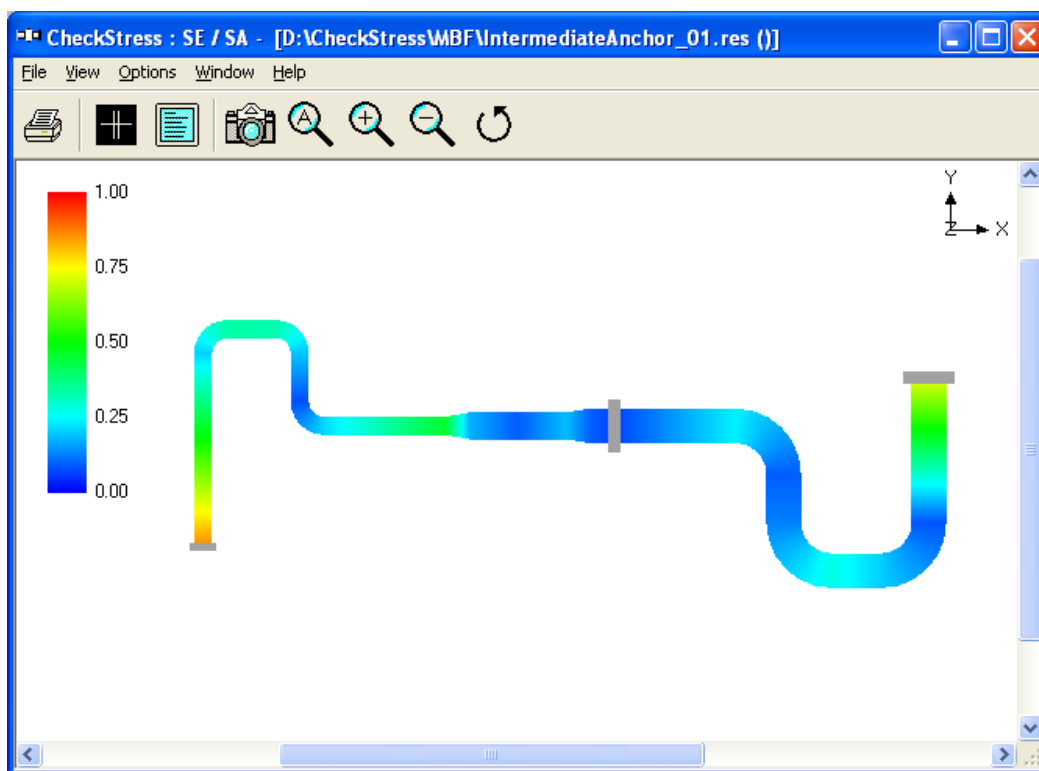 CheckStress : SE / SA - [D:\CheckStress\MBF\IntermediateAnchor_01.res ()]
File View Options Window Help
A
1.00
0.75
0.50
0.25
0.00
Y
Z X